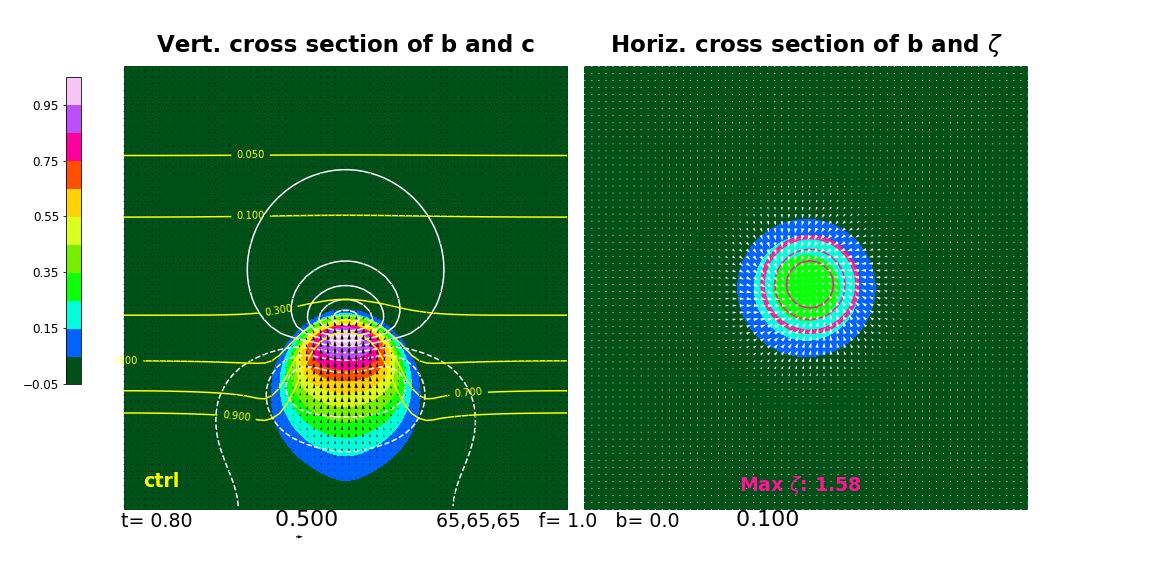 Vert. cross section of b and c
Horiz. cross section of b and ζ
0.95
0.75
0.55
0.35
0.15
−0.05
0.050
0.100
0.300
0.700
0.900
ctrl
Max ζ: 1.58
t= 0.80
0.500
65,65,65
f= 1.0
b= 0.0
0.100